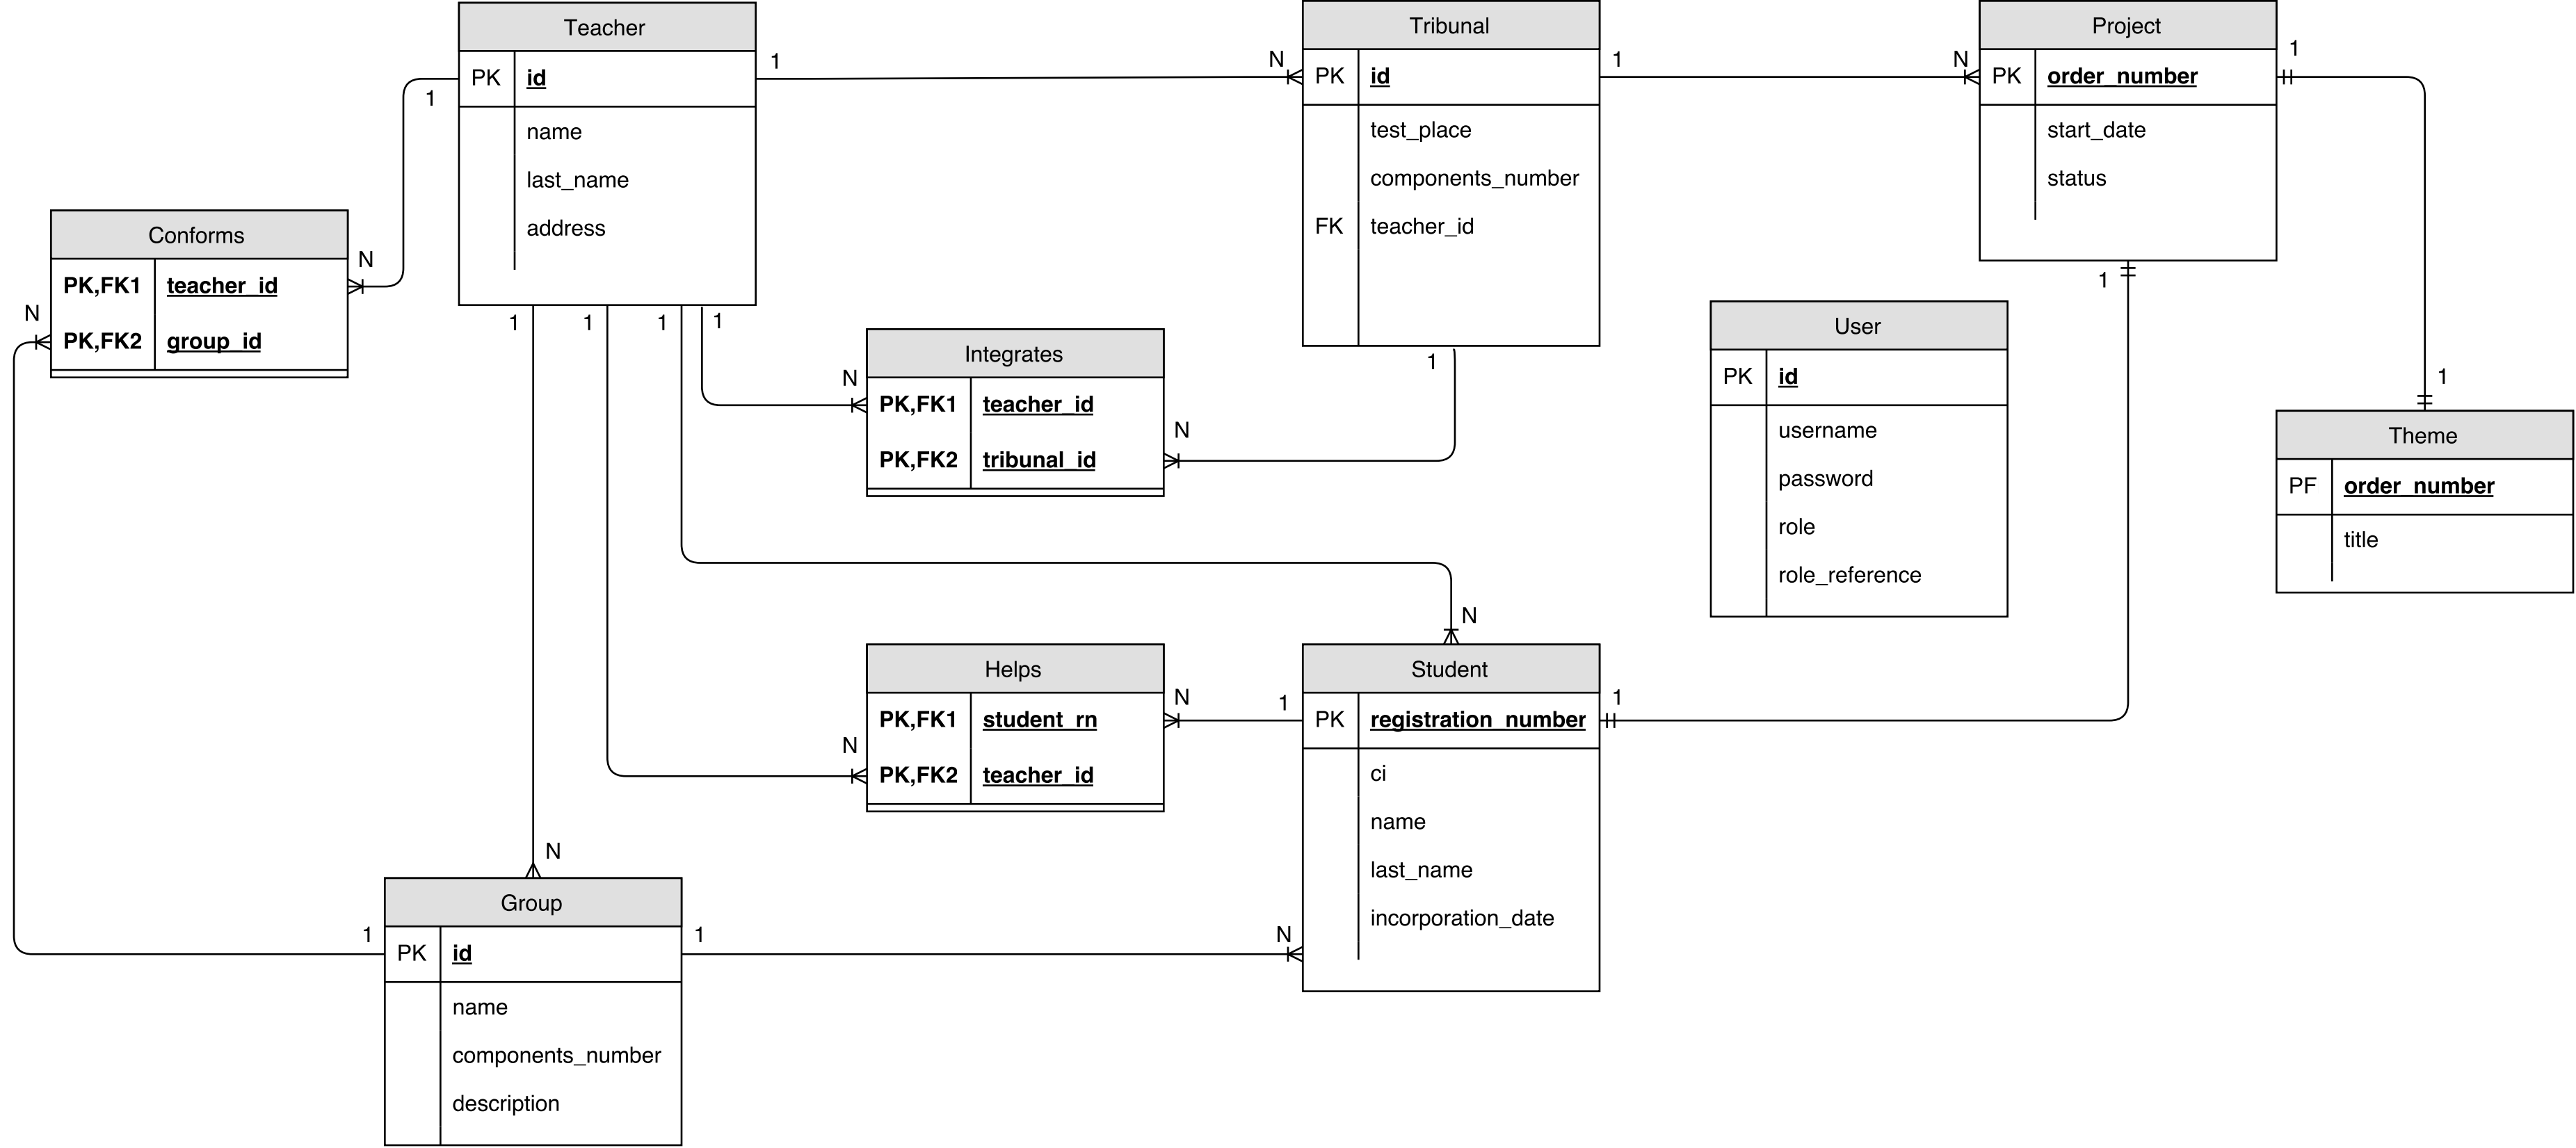 Teacher
PK id
name
last_name
address
Tribunal
PK id
test_place
components_number
FK teacher_id
Project
PK order_number
start_date
status
Conforms
PK,FK1 teacher_id
PK,FK2 group_id
Integrates
PK,FK1 teacher_id
PK,FK2 tribunal_id
User
PK id
username
password
role
role_reference
Theme
PF order_number
title
Helps
PK,FK1 student_rn
PK,FK2 teacher_id
Student
PK registration_number
ci
name
last_name
incorporation_date
Group
PK id
name
components_number
description
1
N
1
N
1
1
N
N
1
1
1
1
N
1
N
1
1
N
N
1
1
N
N
1
1
N